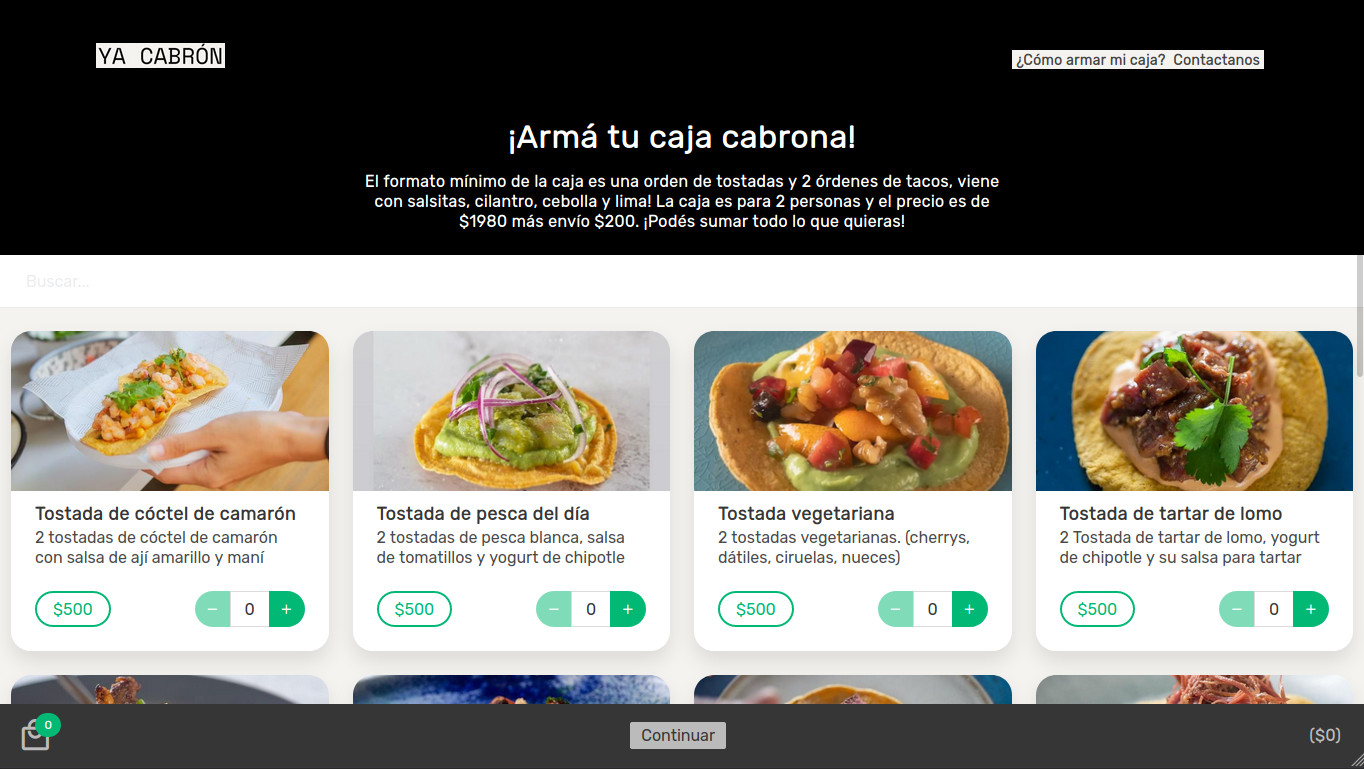 YA CABRÓN
¿Cómo armar mi caja? Contactanos
¡Armá tu caja cabrona!
El formato mínimo de la caja es una orden de tostadas y 2 órdenes de tacos, viene
con salsitas, cilantro, cebolla y lima! La caja es para 2 personas y el precio es de
$1980 más envío $200. ¡Podés sumar todo lo que quieras!
Buscar...
Tostada de cóctel de camarón
2 tostadas de cóctel de camarón
con salsa de ají amarillo y maní
$500
− 0 +
Tostada de pesca del día
2 tostadas de pesca blanca, salsa
de tomatillos y yogurt de chipotle
$500
− 0 +
Tostada vegetariana
2 tostadas vegetarianas. (cherrys,
dátiles, ciruelas, nueces)
$500
− 0 +
Tostada de tartar de lomo
2 Tostada de tartar de lomo, yogurt
de chipotle y su salsa para tartar
$500
− 0 +
0
Continuar
($0)